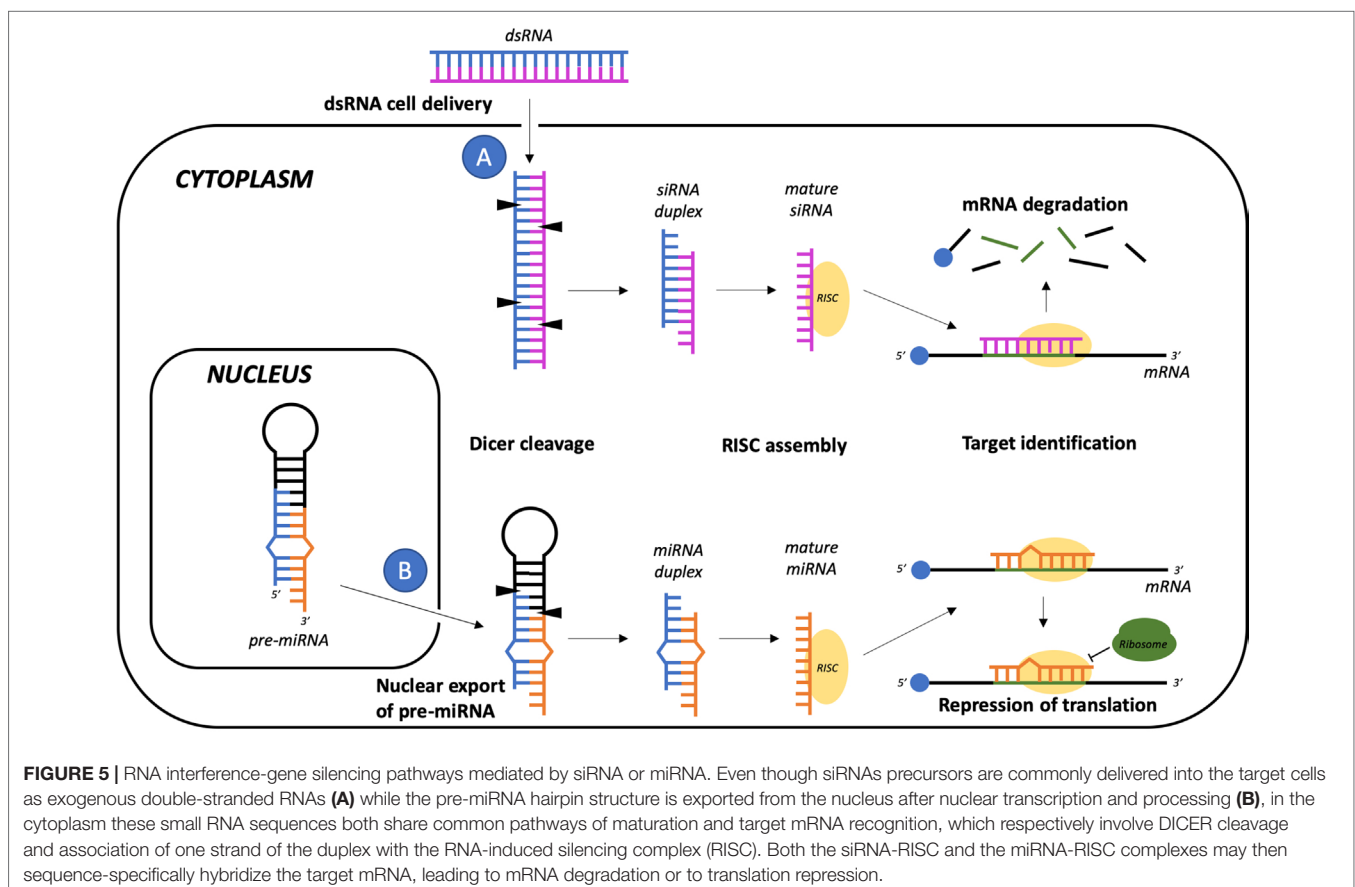 dsRNA
dsRNA cell delivery
A
CYTOPLASM
siRNA
duplex
mature
siRNA
RISC
mRNA degradation
5’
3’
mRNA
NUCLEUS
5’
3’
pre-miRNA
B
Dicer cleavage
RISC assembly
Target identification
Nuclear export
of pre-miRNA
miRNA
duplex
mature
miRNA
RISC
5’
3’
mRNA
Ribosome
5’
3’
Repression of translation
FIGURE 5 | RNA interference-gene silencing pathways mediated by siRNA or miRNA. Even though siRNAs precursors are commonly delivered into the target cells
as exogenous double-stranded RNAs (A) while the pre-miRNA hairpin structure is exported from the nucleus after nuclear transcription and processing (B), in the
cytoplasm these small RNA sequences both share common pathways of maturation and target mRNA recognition, which respectively involve DICER cleavage
and association of one strand of the duplex with the RNA-induced silencing complex (RISC). Both the siRNA-RISC and the miRNA-RISC complexes may then
sequence-specifically hybridize the target mRNA, leading to mRNA degradation or to translation repression.